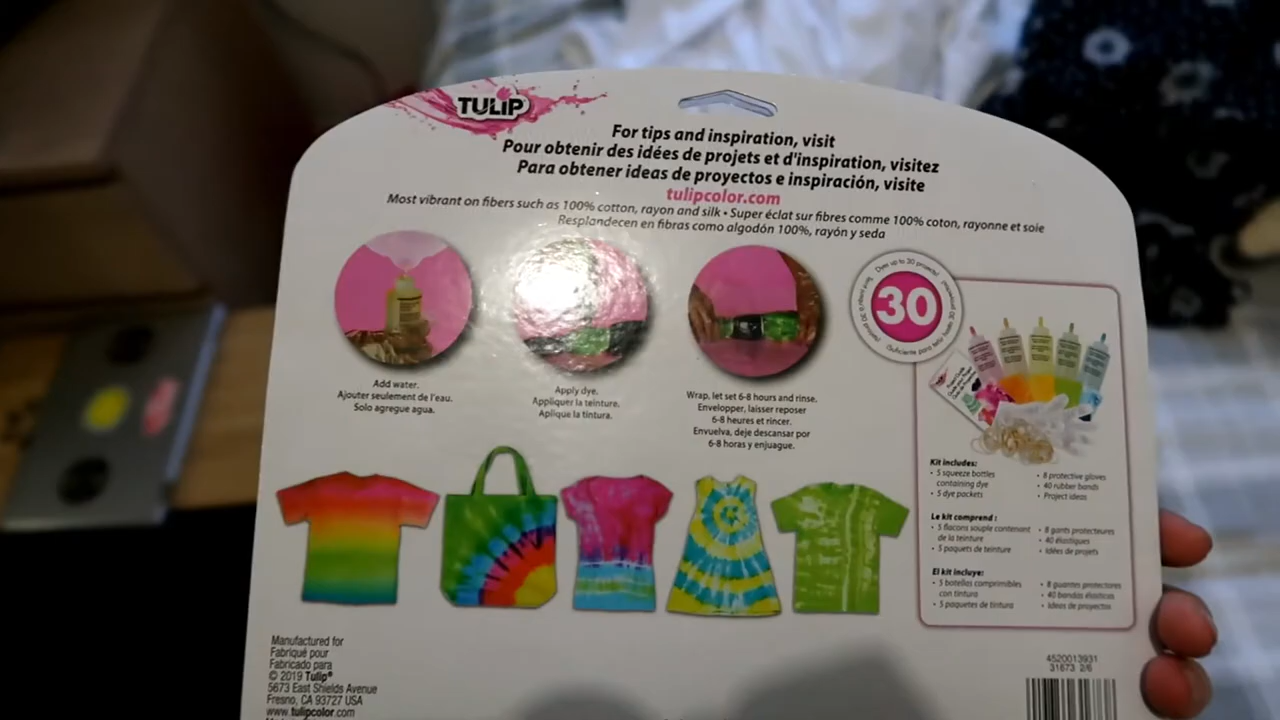 TULIP
For tips and inspiration, visit
Pour obtenir des idées de projets et d'inspiration, visitez
Para obtener ideas de proyectos e inspiración, visite
tulipcolor.com
Most vibrant on fibers such as 100% cotton, rayon and silk • Super éclat sur fibres comme 100% coton, rayonne et soie
Resplandecen en fibras como algodón 100%, rayón y seda
Add water.
Ajouter seulement de l'eau.
Solo agregue agua.
Apply dye.
Appliquer la teinture.
Aplique la tintura.
Wrap, let set 6-8 hours and rinse.
Envelopper, laisser reposer
6-8 heures et rincer.
Envuelva, deje descansar por
6-8 horas y enjuague.
Dyes up to 30 projects!
30
Kit includes:
• 5 squeeze bottles
containing dye
• 5 dye packets
• 8 protective gloves
• 40 rubber bands
• Project ideas
Le kit comprend :
• 5 flacons souple contenant
de la teinture
• 5 paquets de teinture
• 8 gants protecteurs
• 40 élastiques
• Idées de projets
El kit incluye:
• 5 botellas comprimibles
con tintura
• 5 paquetes de tintura
• 8 guantes protectores
• 40 bandas elásticas
• Ideas de proyectos
Manufactured for
Fabriqué pour
Fabricado para
© 2019 Tulip®
5673 East Shields Avenue
Fresno, CA 93727 USA
www.tulipcolor.com
4520013931
31673 2/6